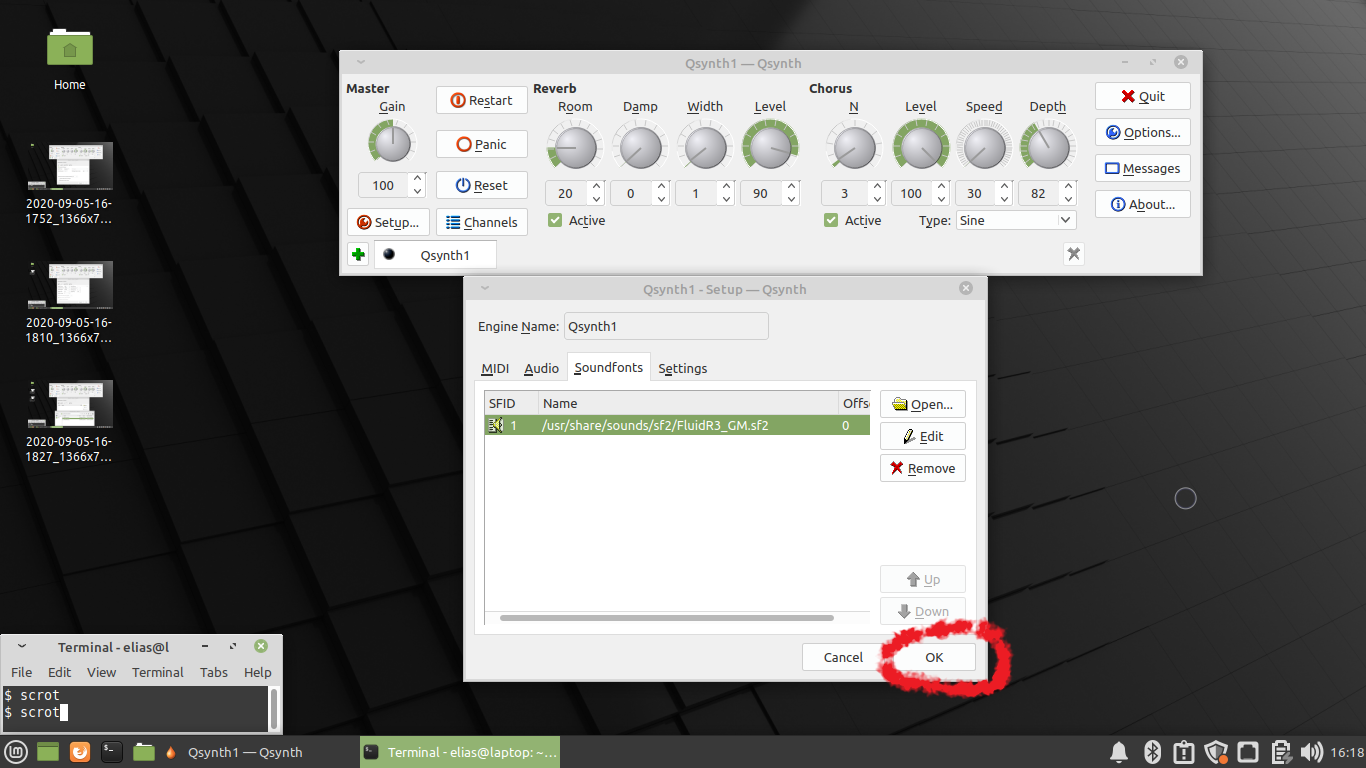 Home
2020-09-05-16-
1752_1366x7...
2020-09-05-16-
1810_1366x7...
2020-09-05-16-
1827_1366x7...
Qsynth1 — Qsynth
Master
Gain
100
Restart
Panic
Reset
Setup...
Channels
Reverb
Room
Damp
Width
Level
20
0
1
90
Active
Chorus
N
Level
Speed
Depth
3
100
30
82
Active
Type:
Sine
Quit
Options...
Messages
About...
Qsynth1
Qsynth1 - Setup — Qsynth
Engine Name:
Qsynth1
MIDI
Audio
Soundfonts
Settings
SFID
Name
Offs
1
/usr/share/sounds/sf2/FluidR3_GM.sf2
0
Open...
Edit
Remove
Up
Down
Cancel
OK
Terminal - elias@l
File Edit View Terminal Tabs Help
$ scrot
$ scrot
Qsynth1 — Qsynth
Terminal - elias@laptop: ~...
16:18